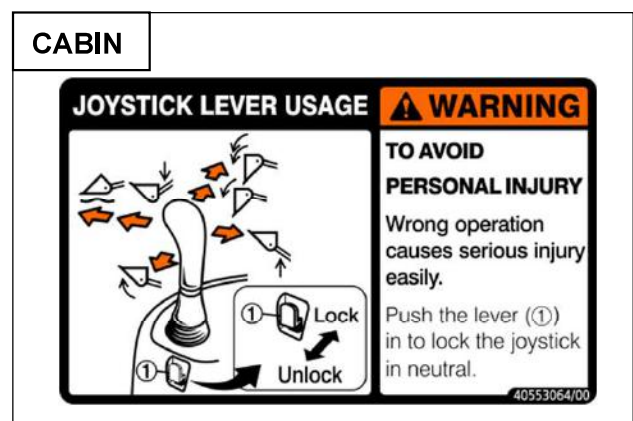 CABIN
JOYSTICK LEVER USAGE
① Lock
Unlock
①
WARNING
TO AVOID
PERSONAL INJURY
Wrong operation
causes serious injury
easily.
Push the lever (①)
in to lock the joystick
in neutral.
40553064/00